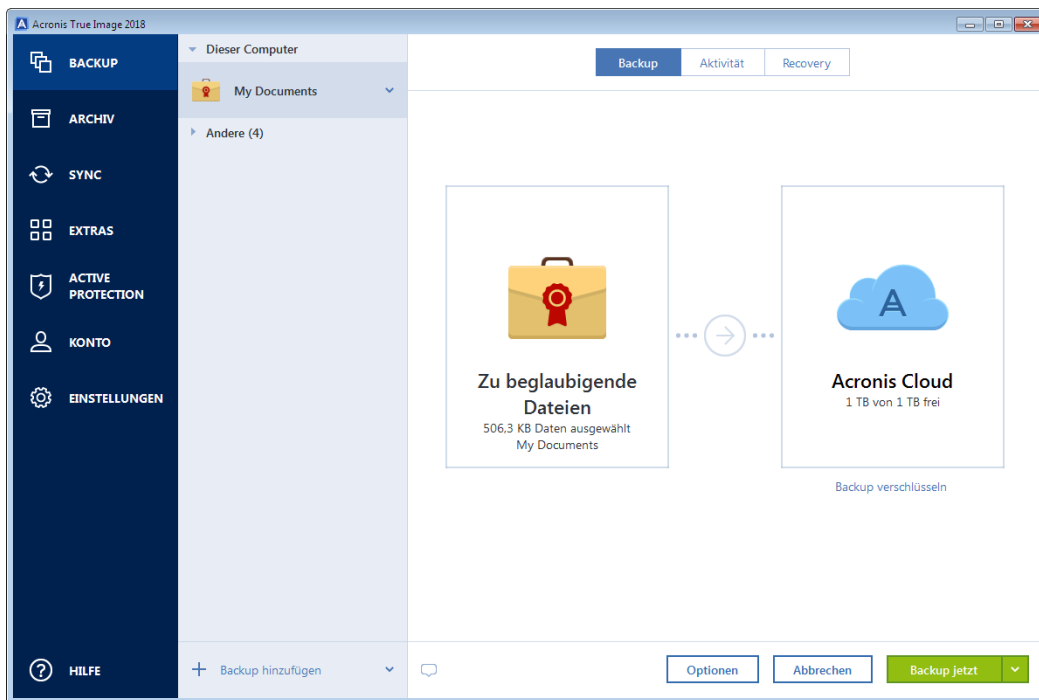 Acronis True Image 2018
BACKUP
ARCHIV
SYNC
EXTRAS
ACTIVE
PROTECTION
KONTO
EINSTELLUNGEN
HILFE
Dieser Computer
My Documents
Andere (4)
Backup hinzufügen
Backup
Aktivität
Recovery
Zu beglaubigende
Dateien
506,3 KB Daten ausgewählt
My Documents
Acronis Cloud
1 TB von 1 TB frei
Backup verschlüsseln
Optionen
Abbrechen
Backup jetzt